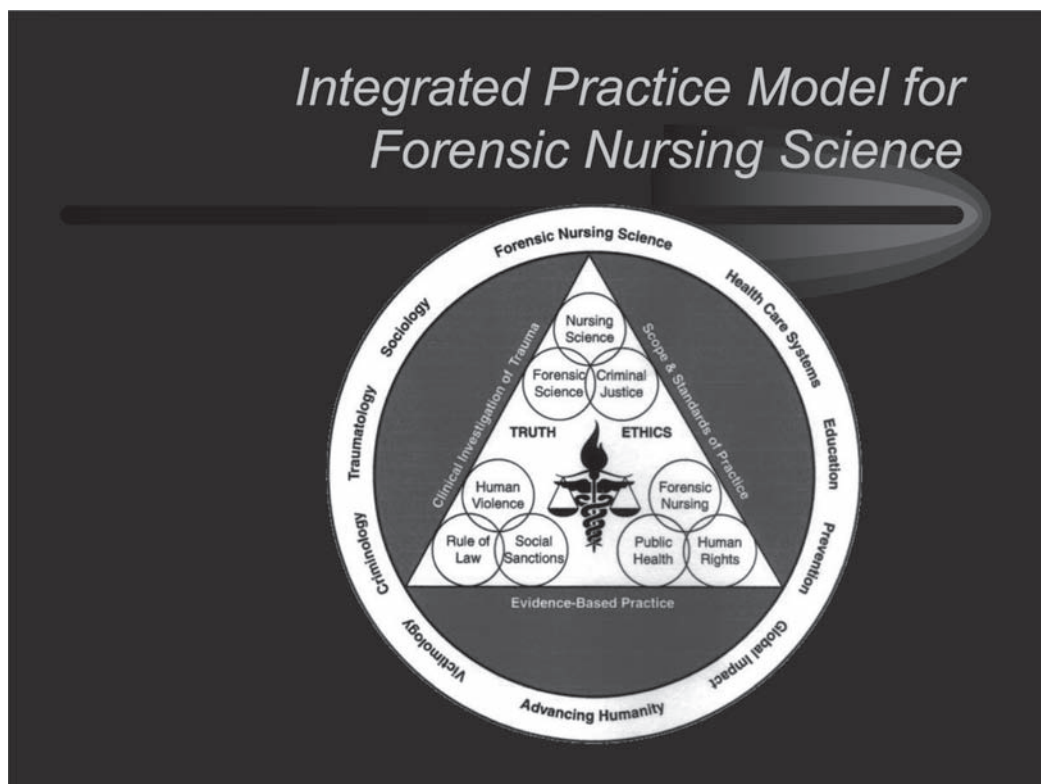 Integrated Practice Model for
Forensic Nursing Science
Forensic Nursing Science
Health Care Systems
Education
Prevention
Global Impact
Advancing Humanity
Victimology
Criminology
Traumatology
Sociology
Clinical Investigation of Trauma
Scope & Standards of Practice
Evidence-Based Practice
Nursing
Science
Forensic
Science
Criminal
Justice
TRUTH
ETHICS
Human
Violence
Rule of
Law
Social
Sanctions
Forensic
Nursing
Public
Health
Human
Rights